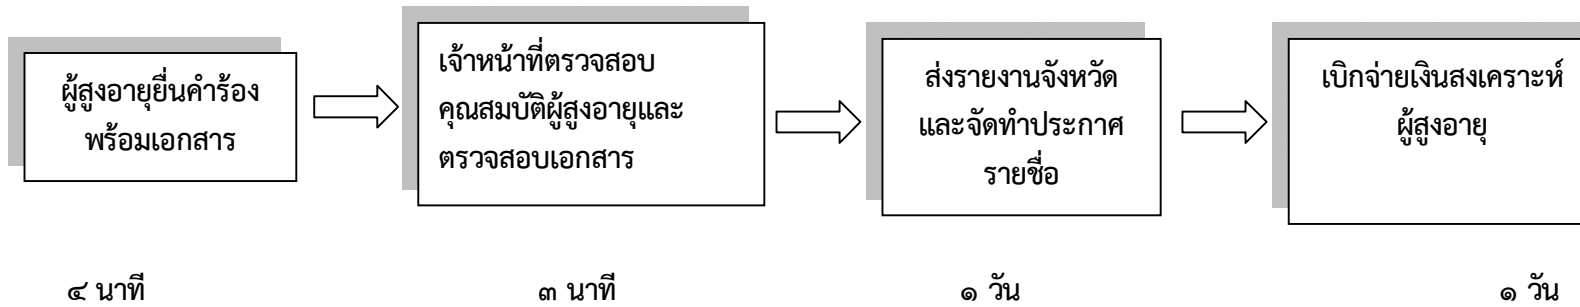 ผู้สูงอายุยื่นคำร้อง
พร้อมเอกสาร
เจ้าหน้าที่ตรวจสอบ
คุณสมบัติผู้สูงอายุและ
ตรวจสอบเอกสาร
ส่งรายงานจังหวัด
และจัดทำประกาศ
รายชื่อ
เบิกจ่ายเงินสงเคราะห์
ผู้สูงอายุ
๔ นาที
๓ นาที
๑ วัน
๑ วัน